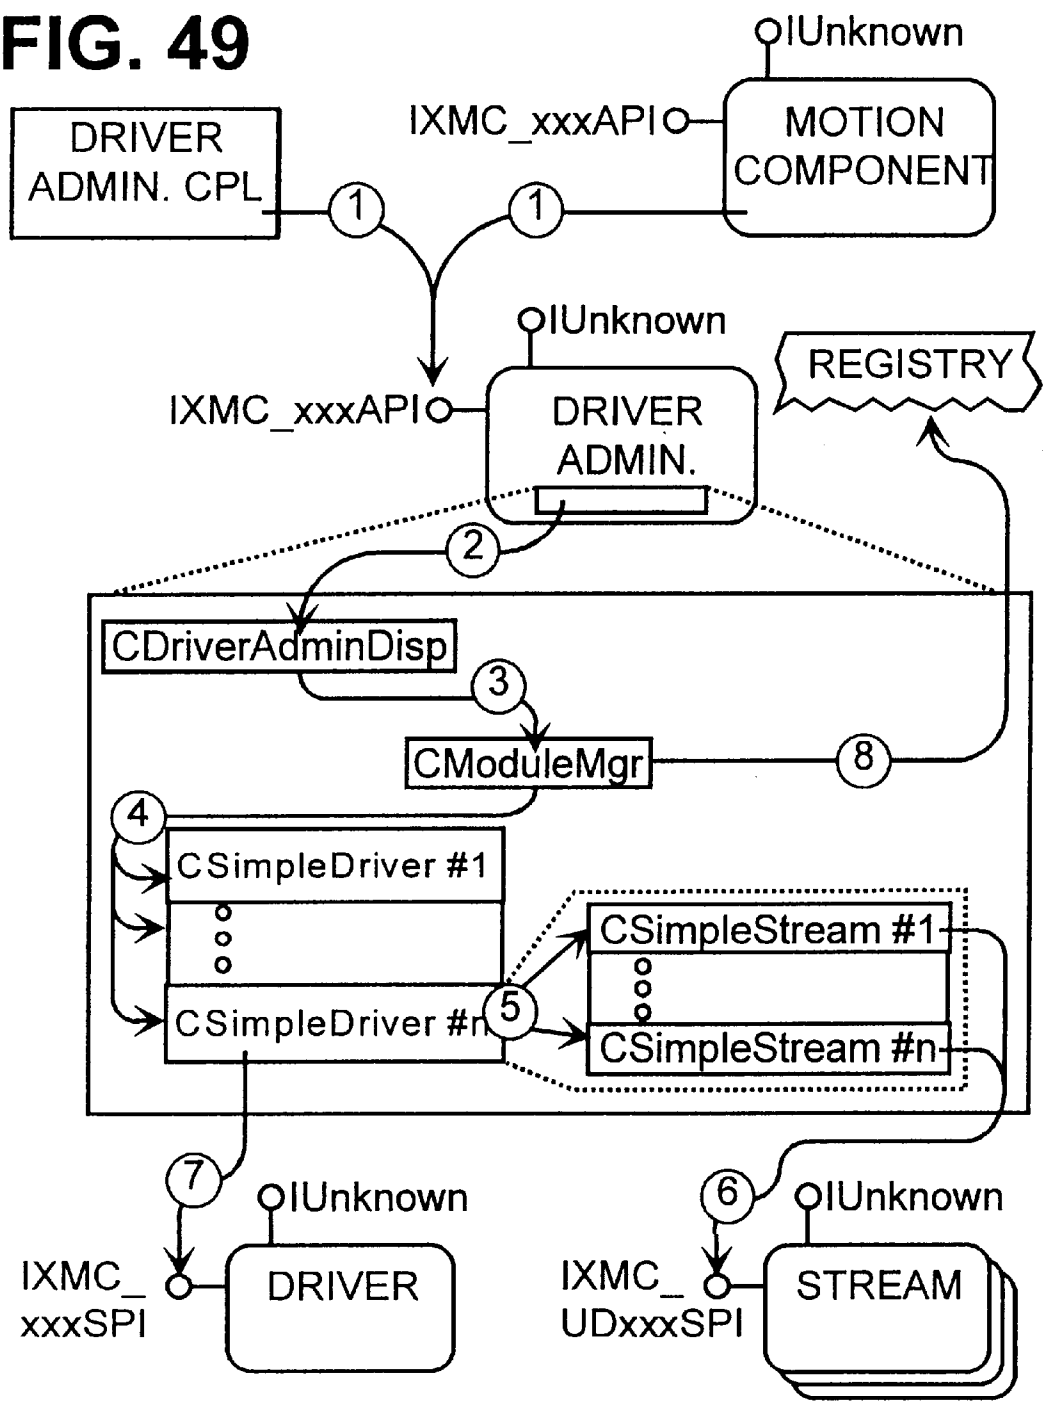 FIG. 49
IUnknown
DRIVER
ADMIN. CPL
IXMC_xxxAPI
MOTION
COMPONENT
1
1
IUnknown
REGISTRY
IXMC_xxxAPI
DRIVER
ADMIN.
2
CDriverAdminDisp
3
CModuleMgr
8
4
CSimpleDriver #1
CSimpleStream #1
5
CSimpleDriver #n
CSimpleStream #n
7
6
IUnknown
IUnknown
IXMC_
xxxSPI
DRIVER
IXMC_
UDxxxSPI
STREAM